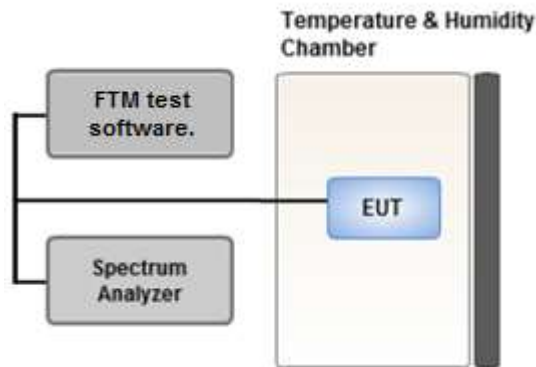 Temperature & Humidity
Chamber
FTM test
software.
EUT
Spectrum
Analyzer